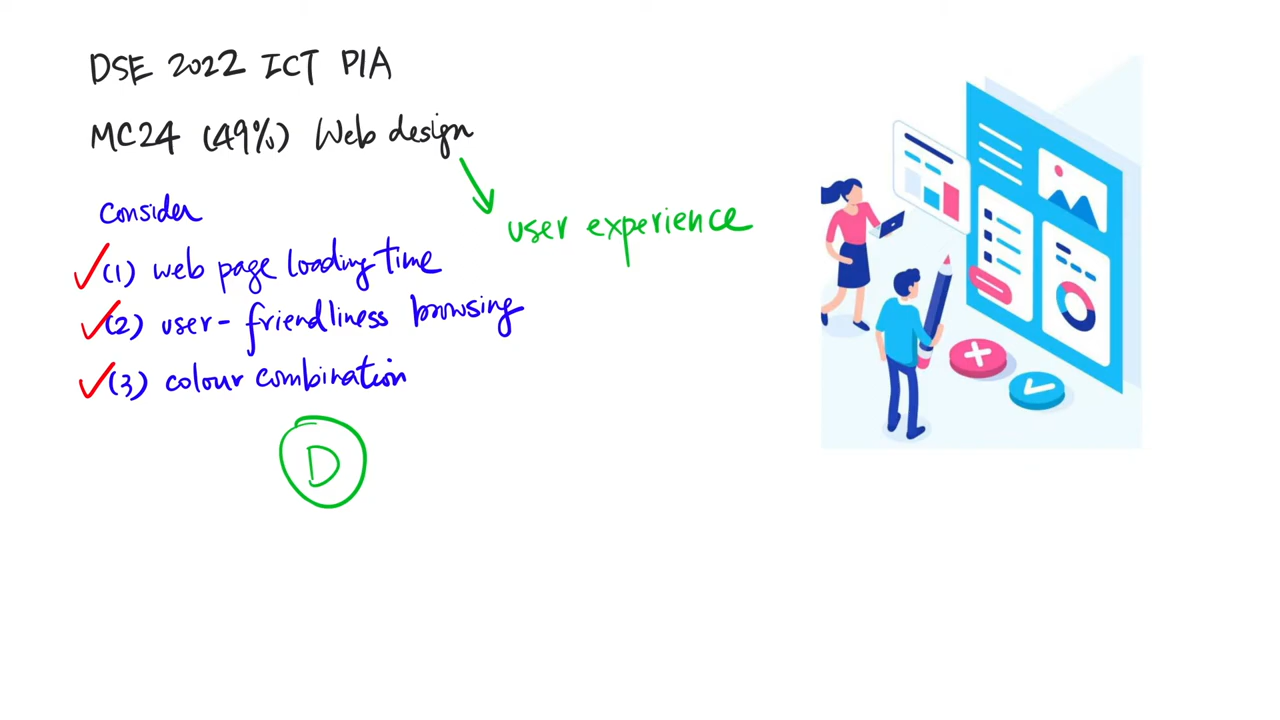 DSE 2022 ICT P1A
MC24 (49%) Web design
user experience
Consider
(1) web page loading time
(2) user-friendliness browsing
(3) colour combination
D